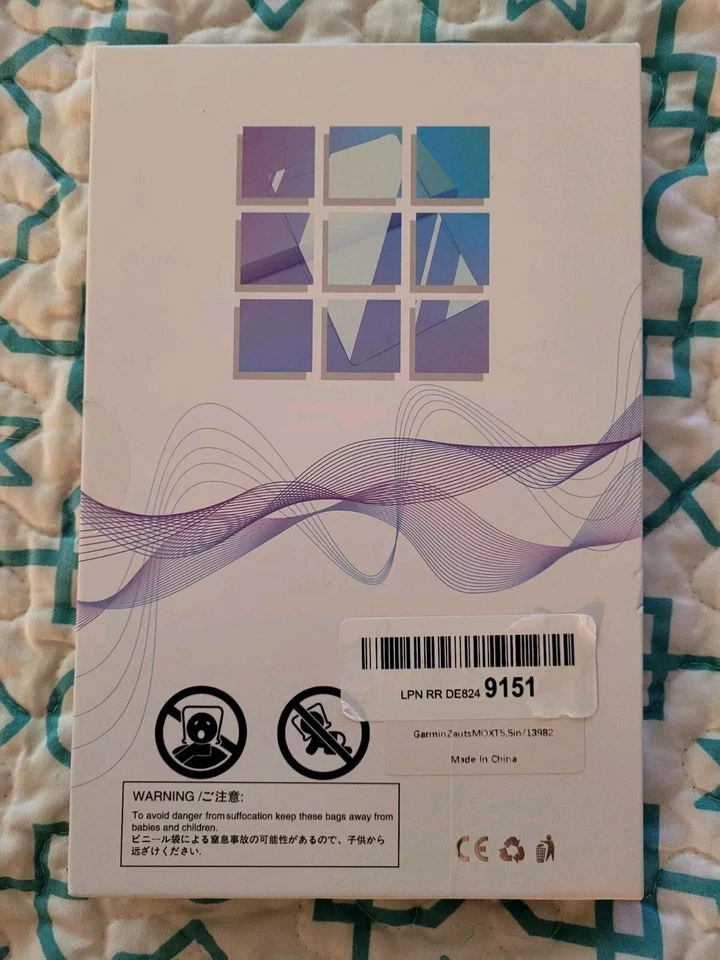 LPN RR DE824 9151
GarminZautsMOXT5.5in/13982
Made In China
WARNING /ご注意:
To avoid danger from suffocation keep these bags away from
babies and children.
ビニール袋による窒息事故の可能性があるので、子供から
遠ざけください.
CE